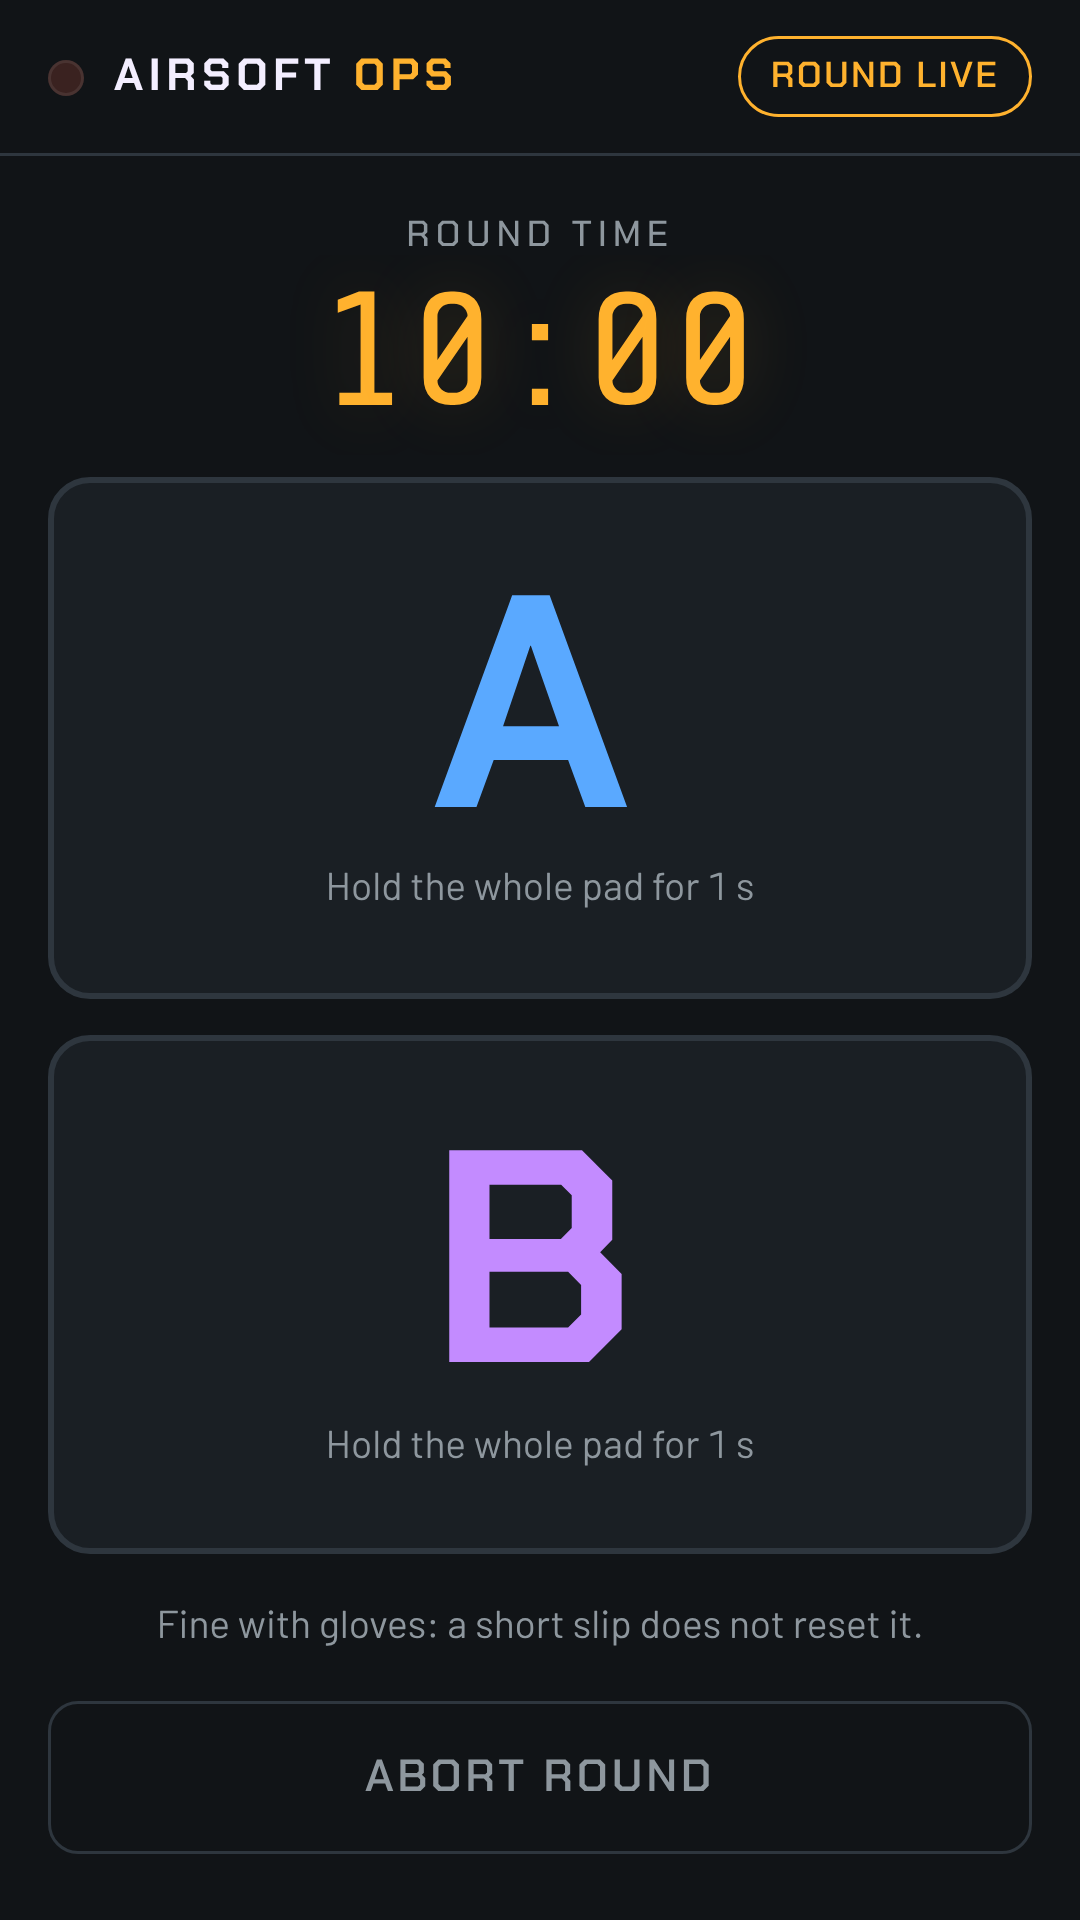 AIRSOFT OPS
ROUND LIVE
ROUND TIME
10:00
A
Hold the whole pad for 1 s
B
Hold the whole pad for 1 s
Fine with gloves: a short slip does not reset it.
ABORT ROUND